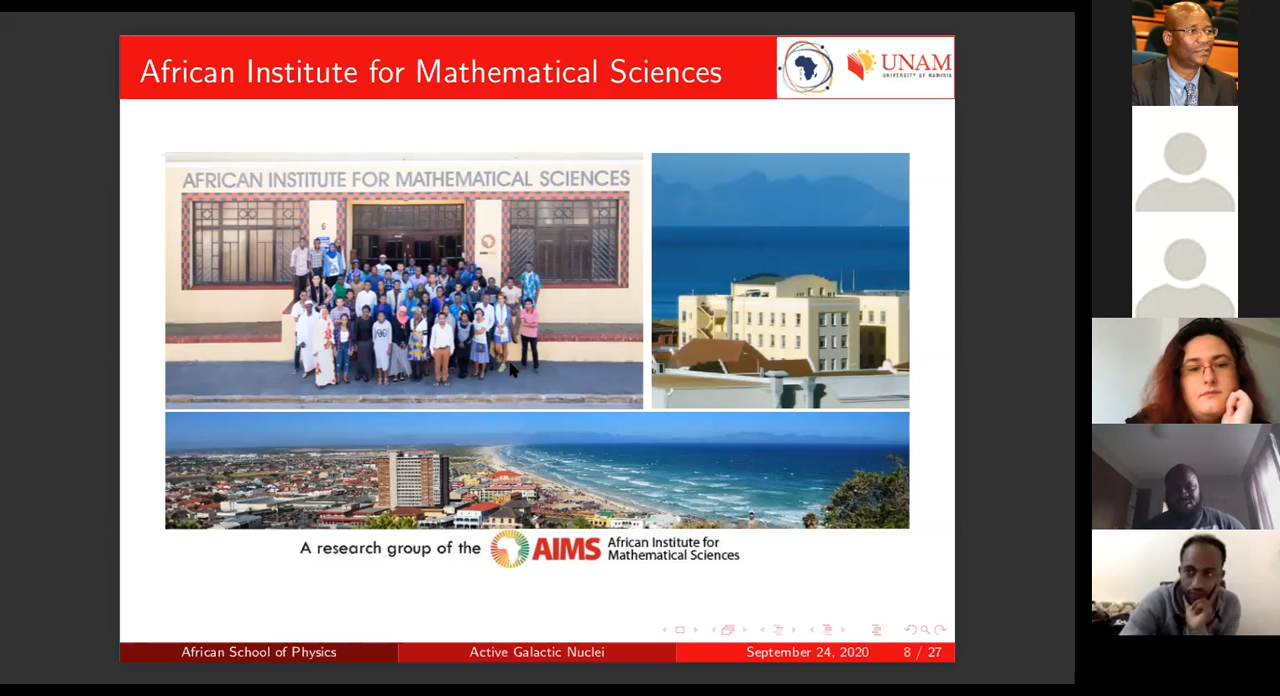 African Institute for Mathematical Sciences
UNAM
UNIVERSITY OF NAMIBIA
AFRICAN INSTITUTE FOR MATHEMATICAL SCIENCES
6
A research group of the
AIMS
African Institute for
Mathematical Sciences
African School of Physics
Active Galactic Nuclei
September 24, 2020
8 / 27